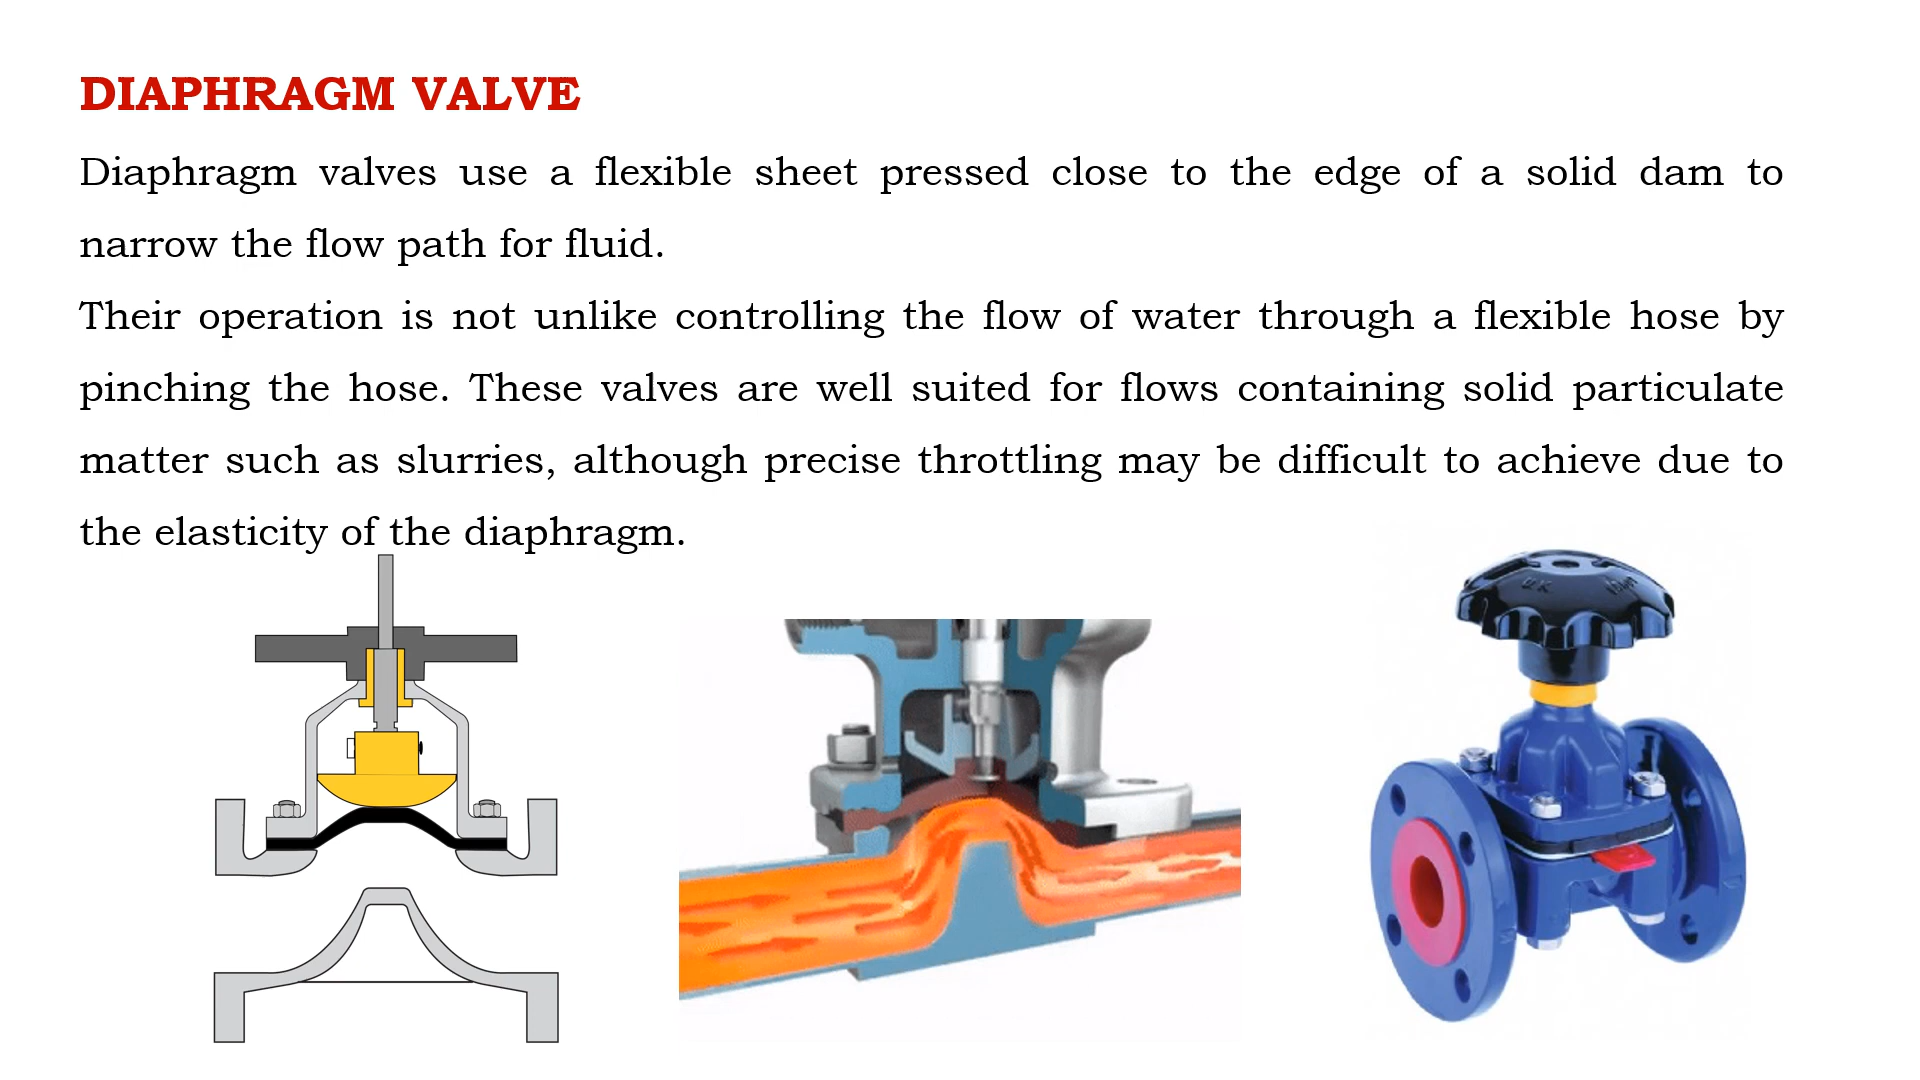 DIAPHRAGM VALVE
Diaphragm valves use a flexible sheet pressed close to the edge of a solid dam to
narrow the flow path for fluid.
Their operation is not unlike controlling the flow of water through a flexible hose by
pinching the hose. These valves are well suited for flows containing solid particulate
matter such as slurries, although precise throttling may be difficult to achieve due to
the elasticity of the diaphragm.